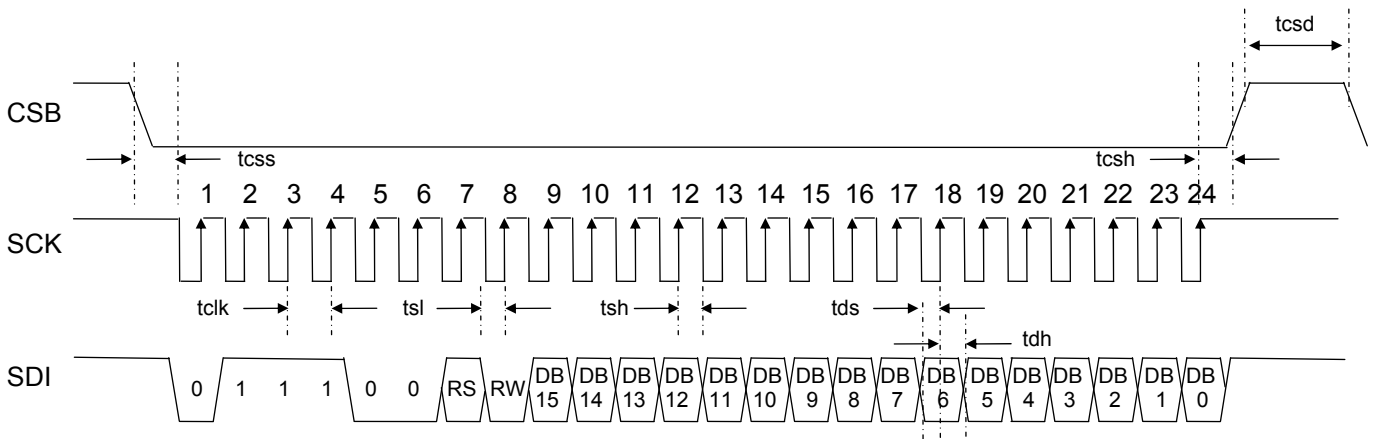 tcsd
CSB
tcss
tcsh
1 2 3 4 5 6 7 8 9 10 11 12 13 14 15 16 17 18 19 20 21 22 23 24
SCK
tclk tsl tsh tds
tdh
SDI
0 1 1 1 0 0 RS RW DB 15 DB 14 DB 13 DB 12 DB 11 DB 10 DB 9 DB 8 DB 7 DB 6 DB 5 DB 4 DB 3 DB 2 DB 1 DB 0